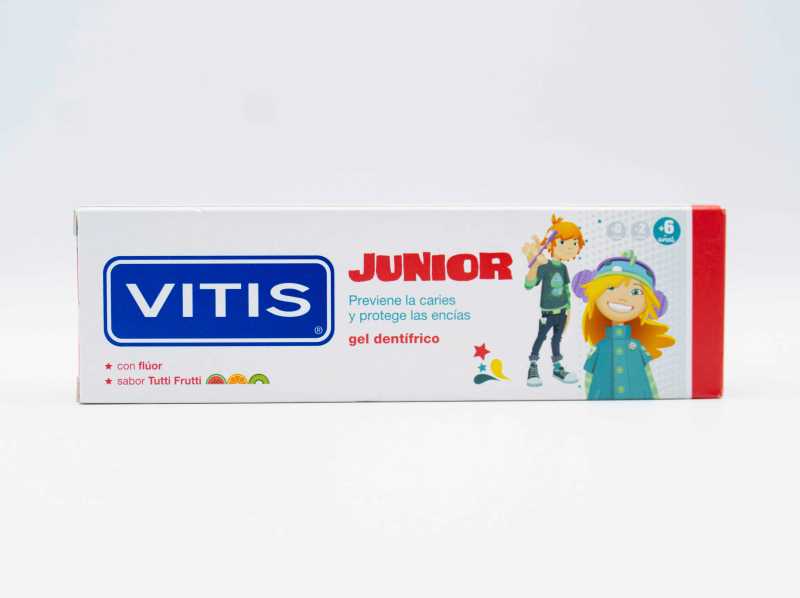 VITIS
®
JUNIOR
Previene la caries
y protege las encías
gel dentífrico
★ con flúor
★ sabor Tutti Frutti
+6